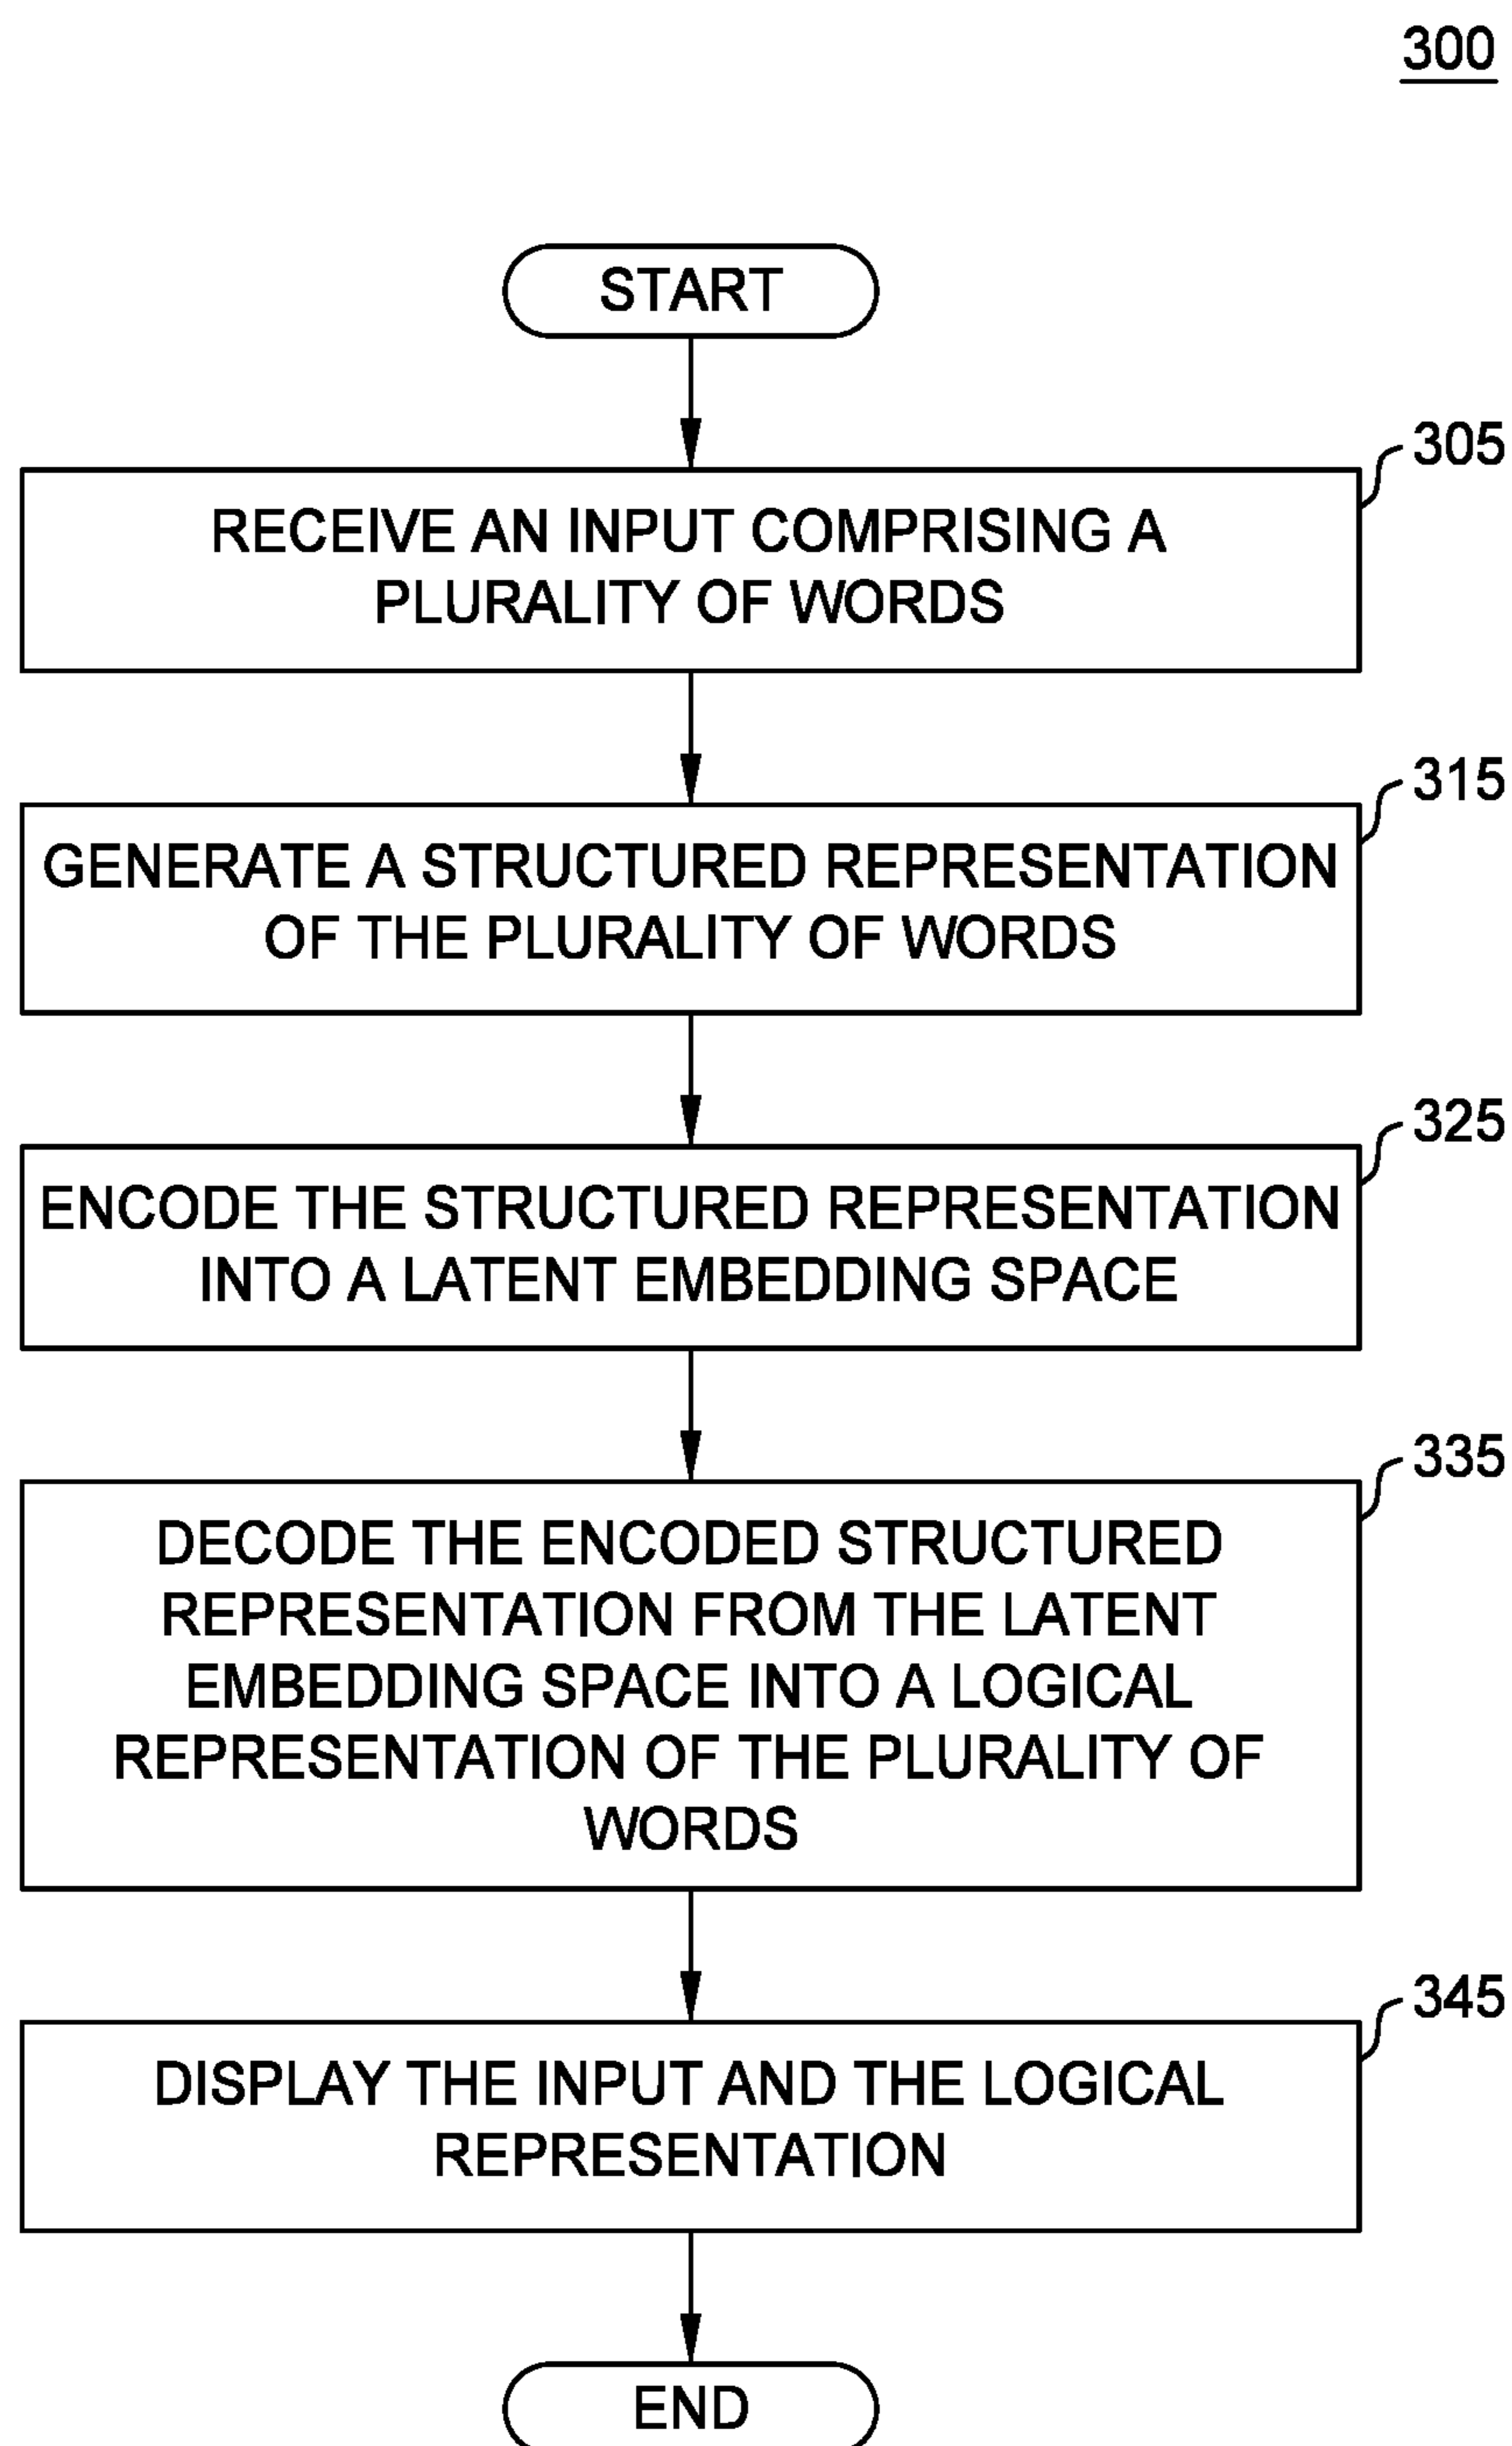 300
START
305
RECEIVE AN INPUT COMPRISING A
PLURALITY OF WORDS
315
GENERATE A STRUCTURED REPRESENTATION
OF THE PLURALITY OF WORDS
325
ENCODE THE STRUCTURED REPRESENTATION
INTO A LATENT EMBEDDING SPACE
335
DECODE THE ENCODED STRUCTURED
REPRESENTATION FROM THE LATENT
EMBEDDING SPACE INTO A LOGICAL
REPRESENTATION OF THE PLURALITY OF
WORDS
345
DISPLAY THE INPUT AND THE LOGICAL
REPRESENTATION
END